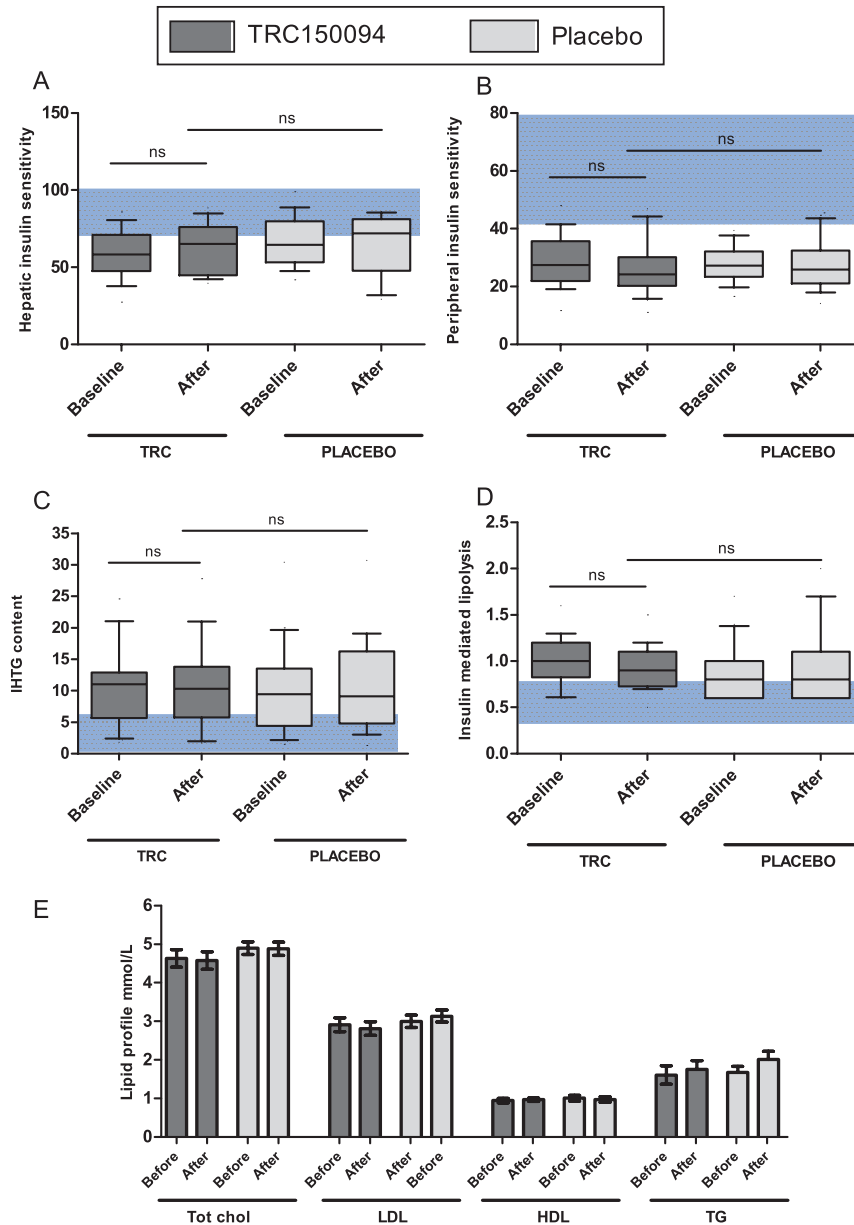 TRC150094 Placebo
A
Hepatic insulin sensitivity
150
100
50
0
ns
ns
Baseline After Baseline After
TRC PLACEBO
B
Peripheral insulin sensitivity
80
60
40
20
0
ns
ns
Baseline After Baseline After
TRC PLACEBO
C
IHTG content
35
30
25
20
15
10
5
0
ns
ns
Baseline After Baseline After
TRC PLACEBO
D
Insulin mediated lipolysis
2.5
2.0
1.5
1.0
0.5
0.0
ns
ns
Baseline After Baseline After
TRC PLACEBO
E
Lipid profile mmol/L
6
5
4
3
2
1
0
Before After Before After Before After After Before Before After Before After Before After Before After
Tot chol LDL HDL TG